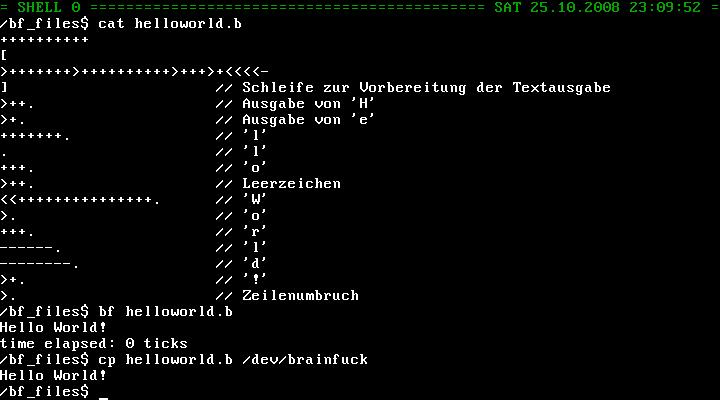 = SHELL 0 ============================================ SAT 25.10.2008 23:09:52 =
/bf_files$ cat helloworld.b
++++++++++
[
>+++++++>++++++++++>+++>+<<<<-
]                       // Schleife zur Vorbereitung der Textausgabe
>++.                    // Ausgabe von 'H'
>+.                     // Ausgabe von 'e'
+++++++.                // 'l'
.                       // 'l'
+++.                    // 'o'
>++.                    // Leerzeichen
<<+++++++++++++++.      // 'W'
>.                      // 'o'
+++.                    // 'r'
------.                 // 'l'
--------.               // 'd'
>+.                     // '!'
>.                      // Zeilenumbruch
/bf_files$ bf helloworld.b
Hello World!
time elapsed: 0 ticks
/bf_files$ cp helloworld.b /dev/brainfuck
Hello World!
/bf_files$ _